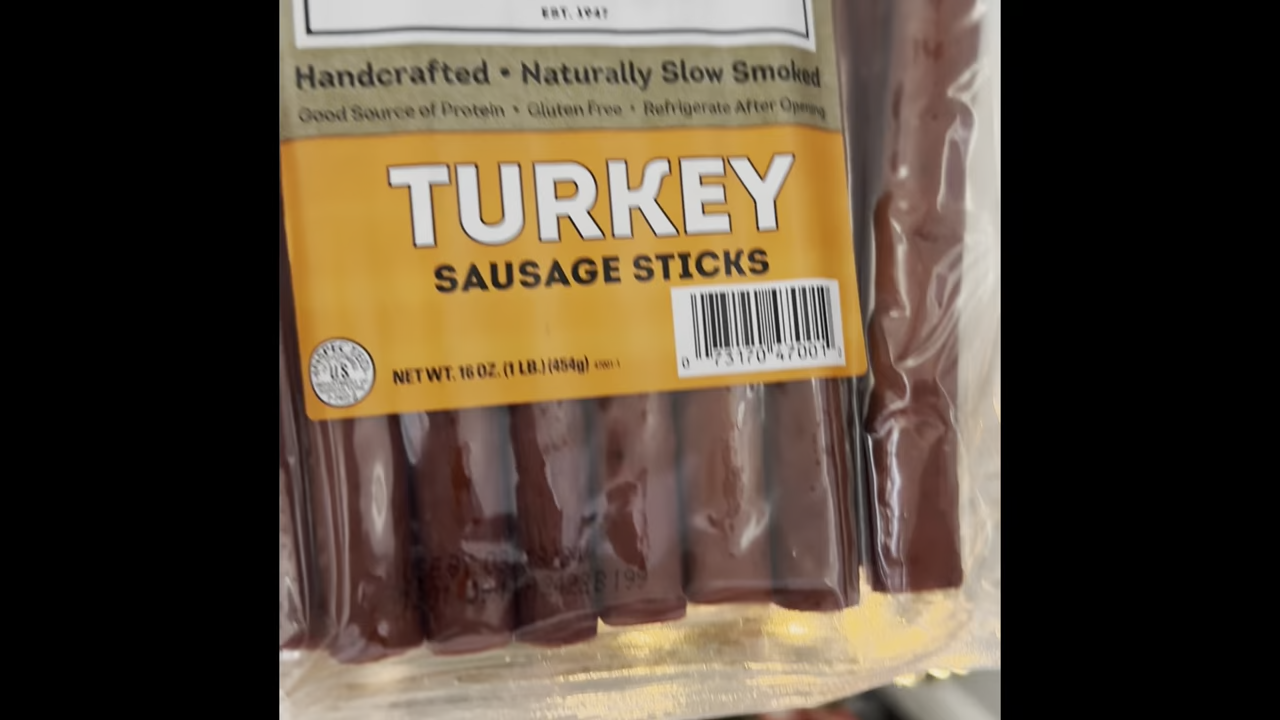 EST. 1947
Handcrafted • Naturally Slow Smoked
Good Source of Protein • Gluten Free • Refrigerate After Opening
TURKEY
SAUSAGE STICKS
U.S.
NET WT. 16 OZ. (1 LB.) (454g)
0 73170 47001